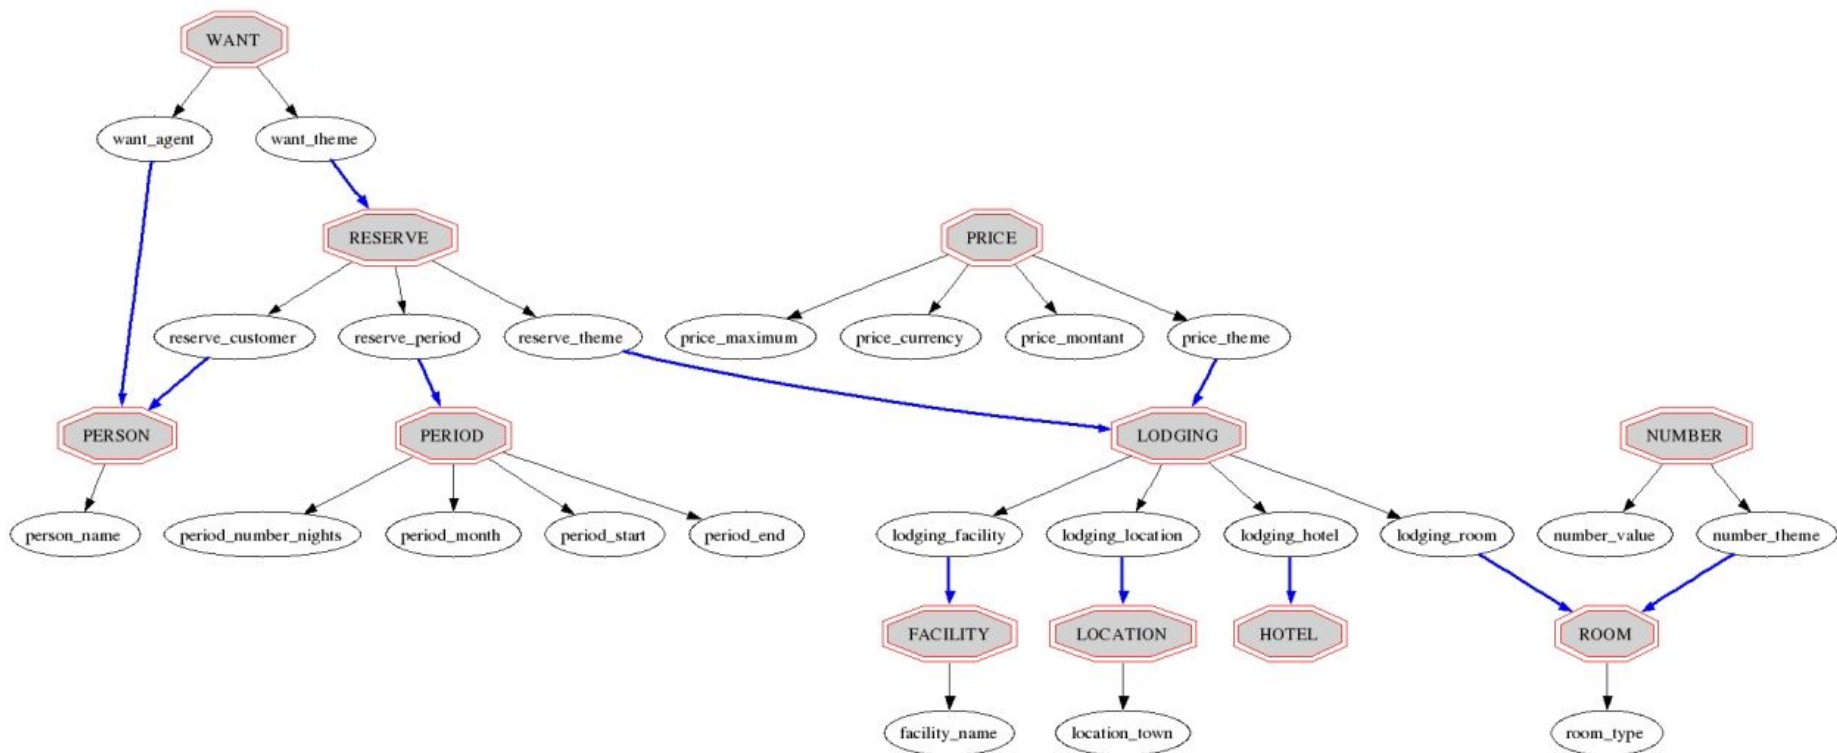 WANT
want_agent
want_theme
RESERVE
PRICE
reserve_customer
reserve_period
reserve_theme
price_maximum
price_currency
price_montant
price_theme
PERSON
PERIOD
LODGING
NUMBER
person_name
period_number_nights
period_month
period_start
period_end
lodging_facility
lodging_location
lodging_hotel
lodging_room
number_value
number_theme
FACILITY
LOCATION
HOTEL
ROOM
facility_name
location_town
room_type